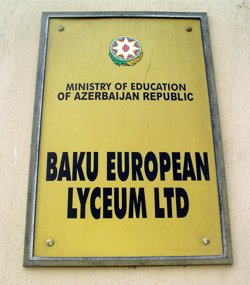 MINISTRY OF EDUCATION
OF AZERBAIJAN REPUBLIC
BAKU EUROPEAN
LYCEUM LTD